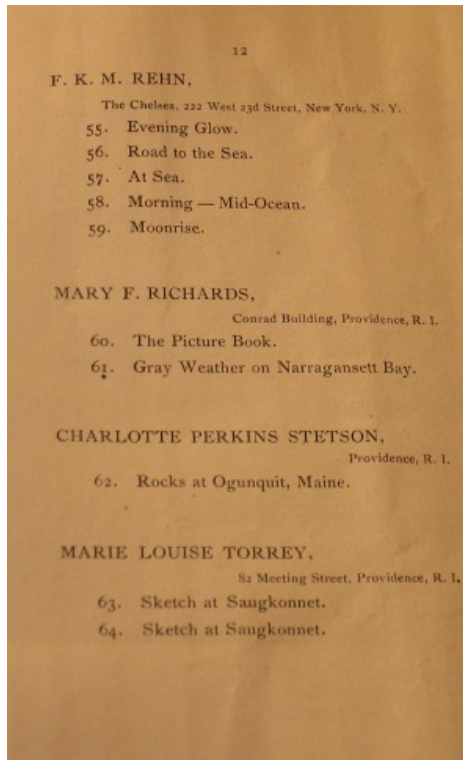 12
F. K. M. REHN,
The Chelsea, 222 West 23d Street, New York, N. Y.
55. Evening Glow.
56. Road to the Sea.
57. At Sea.
58. Morning — Mid-Ocean.
59. Moonrise.
MARY F. RICHARDS,
Conrad Building, Providence, R. I.
60. The Picture Book.
61. Gray Weather on Narragansett Bay.
CHARLOTTE PERKINS STETSON,
Providence, R. I.
62. Rocks at Ogunquit, Maine.
MARIE LOUISE TORREY,
82 Meeting Street, Providence, R. I.
63. Sketch at Saugkonnet.
64. Sketch at Saugkonnet.